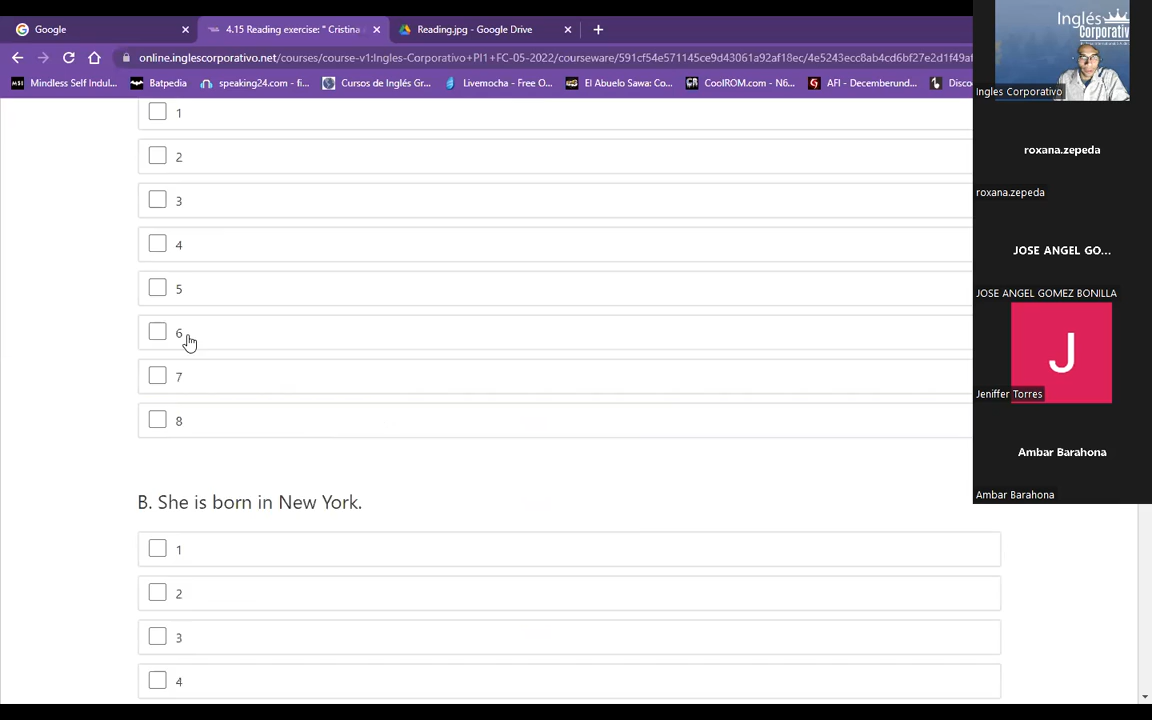 Google
4.15 Reading exercise: " Cristina
Reading.jpg - Google Drive
online.inglescorporativo.net/courses/course-v1:Ingles-Corporativo+PI1+FC-05-2022/courseware/591cf54e571145ce9d43061a92af18ec/4e5243ecc8ab4cd6bf27e2d1f49af
Mindless Self Indul...
Batpedia
speaking24.com - fi...
Cursos de Inglés Gr...
Livemocha - Free O...
El Abuelo Sawa: Co...
CoolROM.com - N6...
AFI - Decemberund...
Disco
1
2
3
4
5
6
7
8
B. She is born in New York.
1
2
3
4
Inglés
Corporativo
Ingles Corporativo
roxana.zepeda
roxana.zepeda
JOSE ANGEL GO...
JOSE ANGEL GOMEZ BONILLA
J
Jeniffer Torres
Ambar Barahona
Ambar Barahona